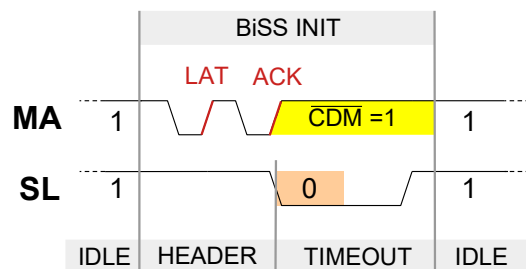 BiSS INIT
LAT ACK
MA 1 CDM =1 1
SL 1 0 1
IDLE HEADER TIMEOUT IDLE